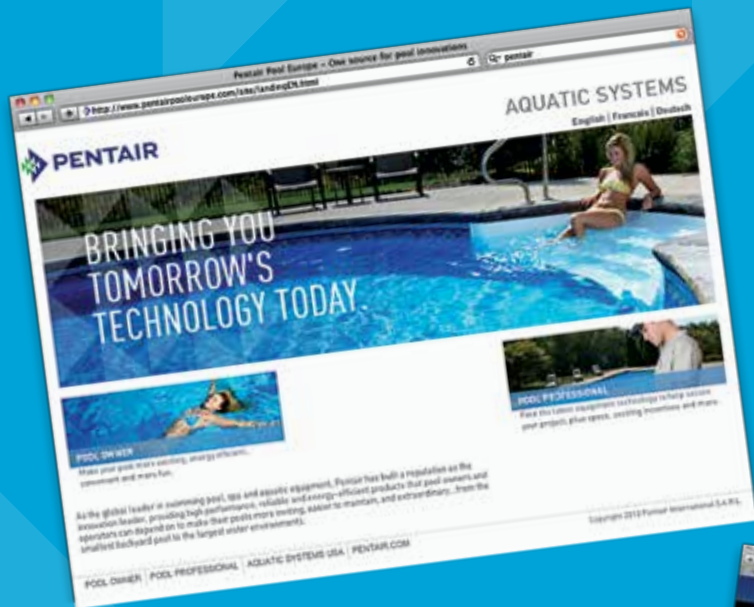 Pentair Pool Europe – One source for pool innovations
http://www.pentairpooleurope.com/site/landingEN.html
pentair
PENTAIR
AQUATIC SYSTEMS
English | Francais | Deutsch
BRINGING YOU
TOMORROW'S
TECHNOLOGY TODAY.
POOL OWNER
Make your pool more exciting, energy efficient,
convenient and more fun.
POOL PROFESSIONAL
Find the latest equipment technology to help secure
your project, plus specs, exciting incentives and more.
As the global leader in swimming pool, spa and aquatic equipment, Pentair has built a reputation as the
innovation leader, providing high performance, reliable and energy-efficient products that pool owners and
operators can depend on to make their pools more inviting, easier to maintain, and extraordinary...from the
smallest backyard pool to the largest water environments.
POOL OWNER | POOL PROFESSIONAL | AQUATIC SYSTEMS USA | PENTAIR.COM
Copyright 2012 Pentair International S.A.R.L.